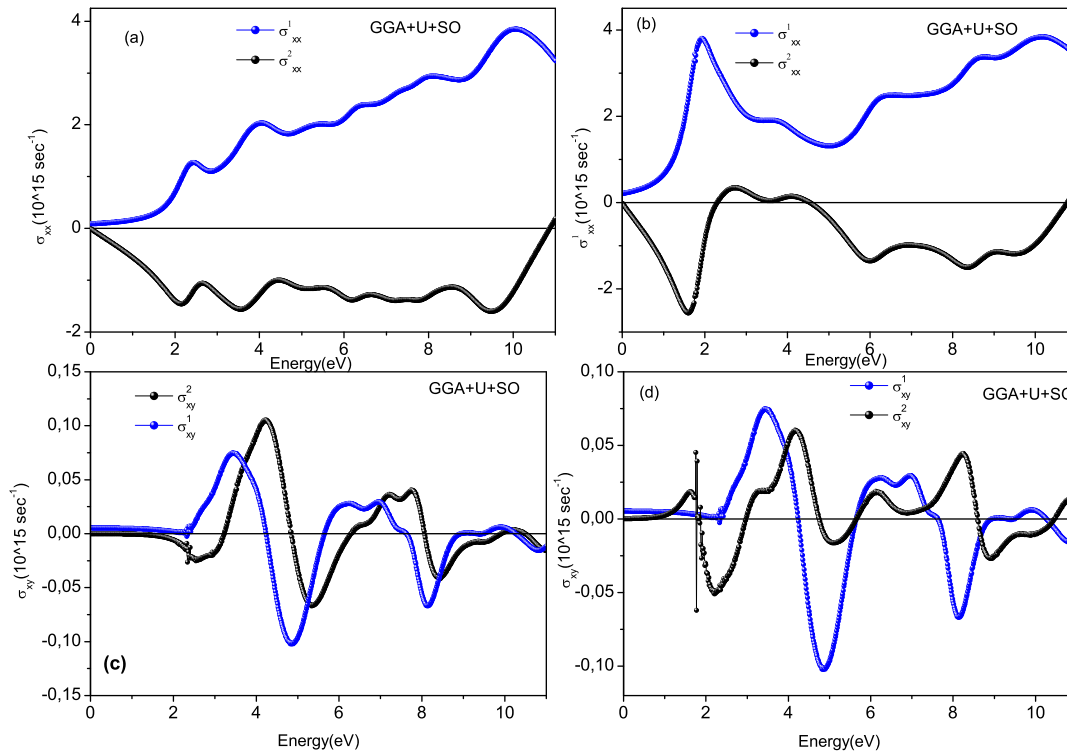 (a)
GGA+U+SO
σ¹xx
σ²xx
4
2
0
-2
σxx(10^15 sec⁻¹)
0 2 4 6 8 10
Energy(eV)
(b)
GGA+U+SO
σ¹xx
σ²xx
4
2
0
-2
σ¹xx(10^15 sec⁻¹)
0 2 4 6 8 10
Energy(eV)
GGA+U+SO
σ²xy
σ¹xy
0,15
0,10
0,05
0,00
-0,05
-0,10
-0,15
σxy(10^15 sec⁻¹)
(c)
0 2 4 6 8 10
Energy(eV)
(d)
GGA+U+SO
σ¹xy
σ²xy
0,10
0,05
0,00
-0,05
-0,10
σxy(10^15 sec⁻¹)
0 2 4 6 8 10
Energy(eV)